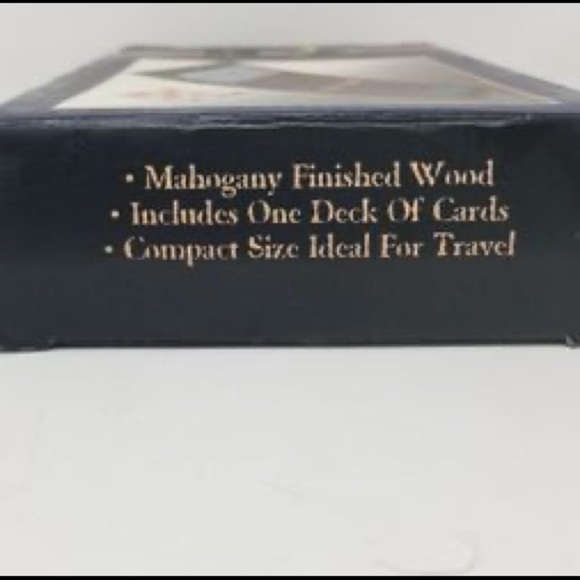 • Mahogany Finished Wood
• Includes One Deck Of Cards
• Compact Size Ideal For Travel